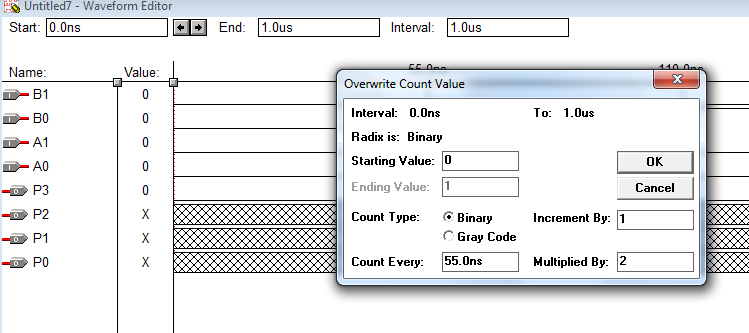 Untitled7 - Waveform Editor
Start: 0.0ns End: 1.0us Interval: 1.0us
55.0ns 110.0ns
Name: Value:
B1 0
B0 0
A1 0
A0 0
P3 0
P2 X
P1 X
P0 X
Overwrite Count Value
Interval: 0.0ns To: 1.0us
Radix is: Binary
Starting Value: 0 OK
Ending Value: 1 Cancel
Count Type: Binary Increment By: 1
Gray Code
Count Every: 55.0ns Multiplied By: 2